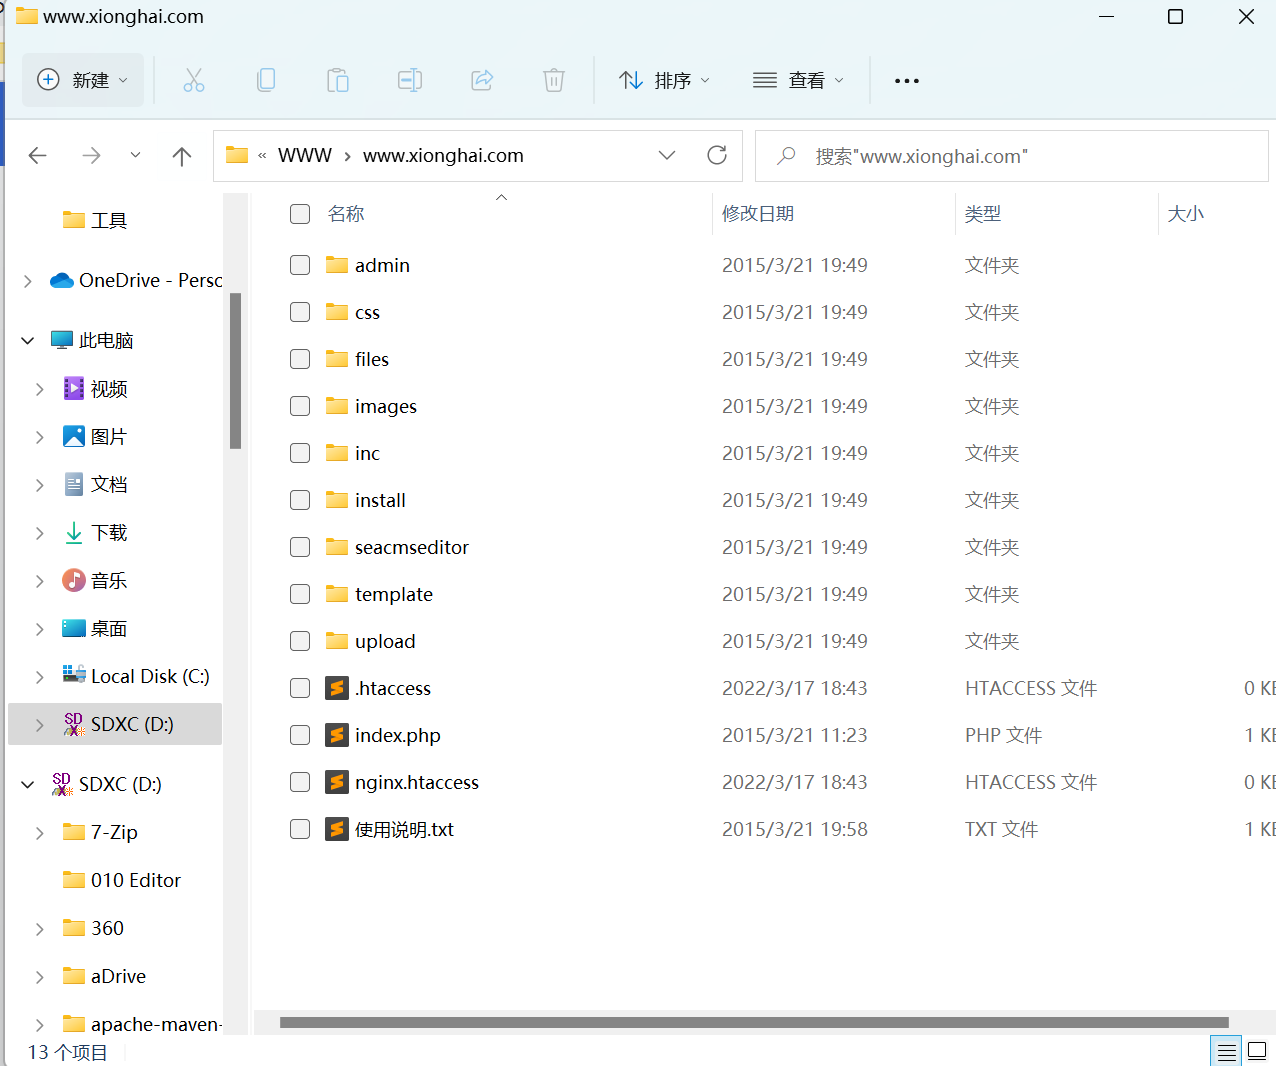 www.xionghai.com
新建
排序
查看
«
WWW
www.xionghai.com
搜索"www.xionghai.com"
工具
OneDrive - Perso
此电脑
视频
图片
文档
下载
音乐
桌面
Local Disk (C:)
SDXC (D:)
SDXC (D:)
7-Zip
010 Editor
360
aDrive
apache-maven-
名称 修改日期 类型 大小
admin 2015/3/21 19:49 文件夹
css 2015/3/21 19:49 文件夹
files 2015/3/21 19:49 文件夹
images 2015/3/21 19:49 文件夹
inc 2015/3/21 19:49 文件夹
install 2015/3/21 19:49 文件夹
seacmseditor 2015/3/21 19:49 文件夹
template 2015/3/21 19:49 文件夹
upload 2015/3/21 19:49 文件夹
.htaccess 2022/3/17 18:43 HTACCESS 文件 0 KB
index.php 2015/3/21 11:23 PHP 文件 1 KB
nginx.htaccess 2022/3/17 18:43 HTACCESS 文件 0 KB
使用说明.txt 2015/3/21 19:58 TXT 文件 1 KB
13 个项目